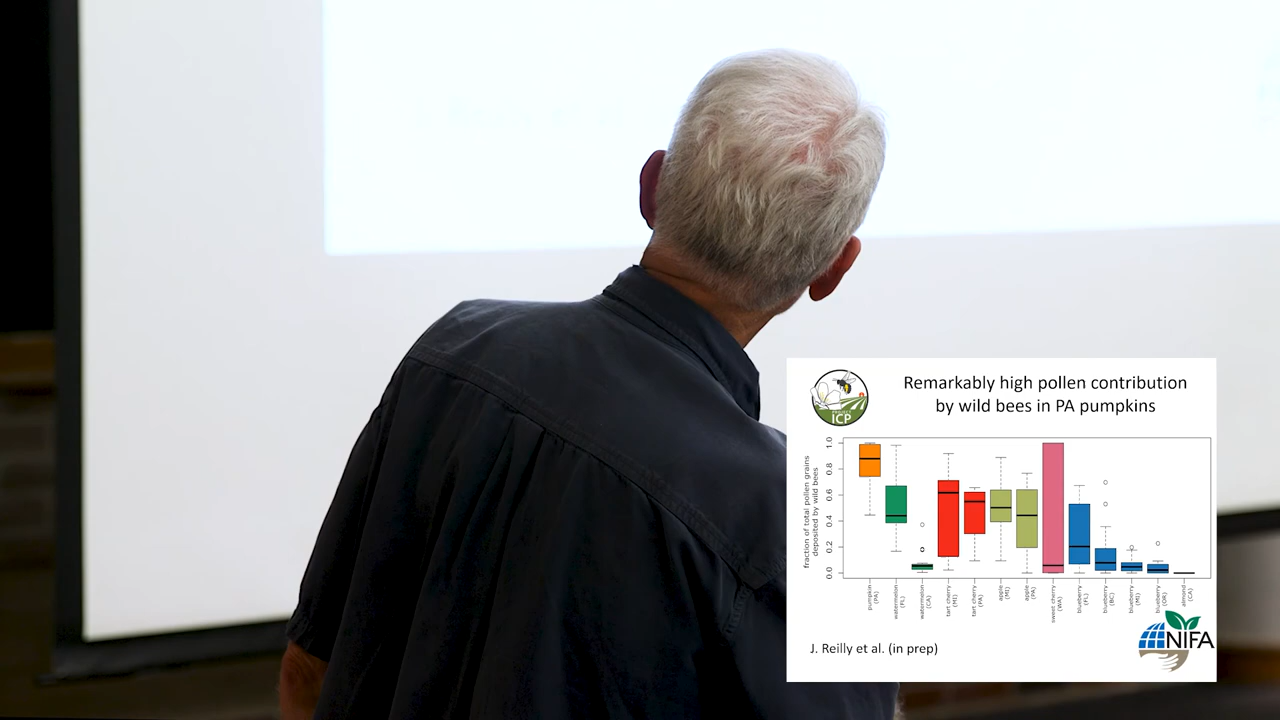 Remarkably high pollen contribution
by wild bees in PA pumpkins
PROJECT
ICP
fraction of total pollen grains
deposited by wild bees
1.0
0.8
0.6
0.4
0.2
0.0
pumpkin (PA)
watermelon (FL)
watermelon (CA)
tart cherry (MI)
tart cherry (PA)
apple (MI)
apple (PA)
sweet cherry (WA)
blueberry (FL)
blueberry (BC)
blueberry (MI)
blueberry (OR)
almond (CA)
J. Reilly et al. (in prep)
NIFA